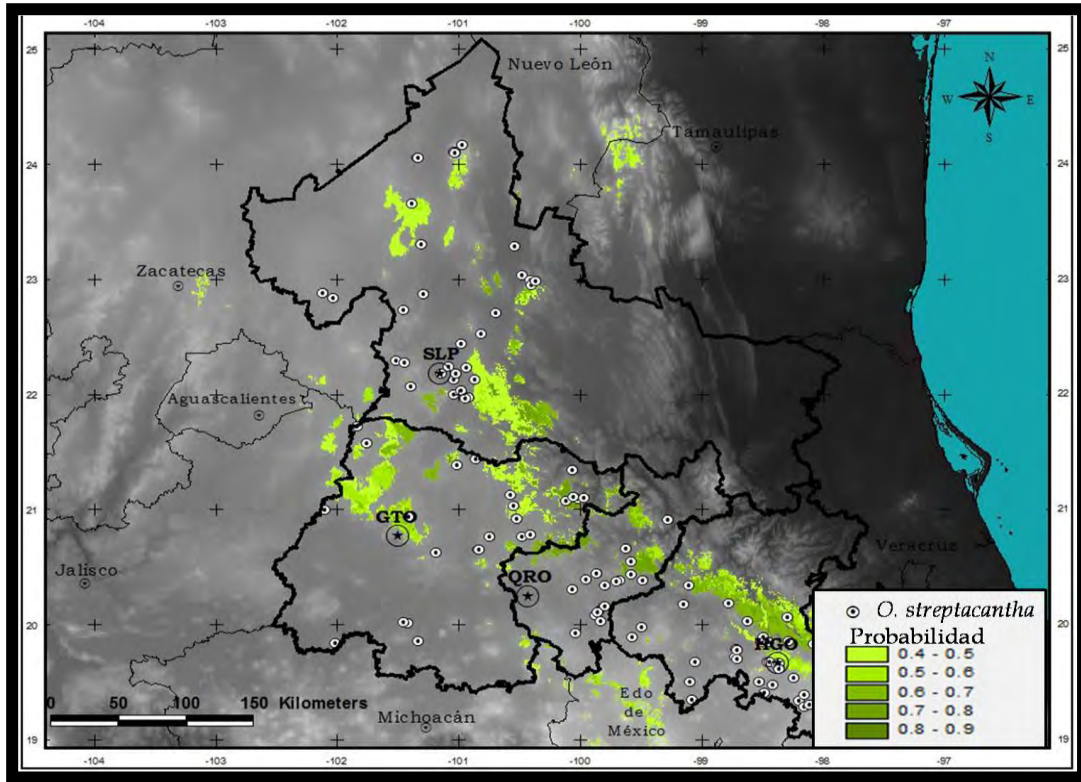 -104 -103 -102 -101 -100 -99 -98 -97
25 25
Nuevo León
N
W E
S
Tamaulipas
24 24
Zacatecas
23 23
SLP
22 22
Aguascalientes
21 21
GTO
Veracruz
Jalisco
QRO
20 20
O. streptacantha
Probabilidad
HGO
0.4 - 0.5
0.5 - 0.6
0.6 - 0.7
0.7 - 0.8
0.8 - 0.9
Edo
de
México
0 50 100 150 Kilometers
Michoacán
19 19
-104 -103 -102 -101 -100 -99 -98 -97